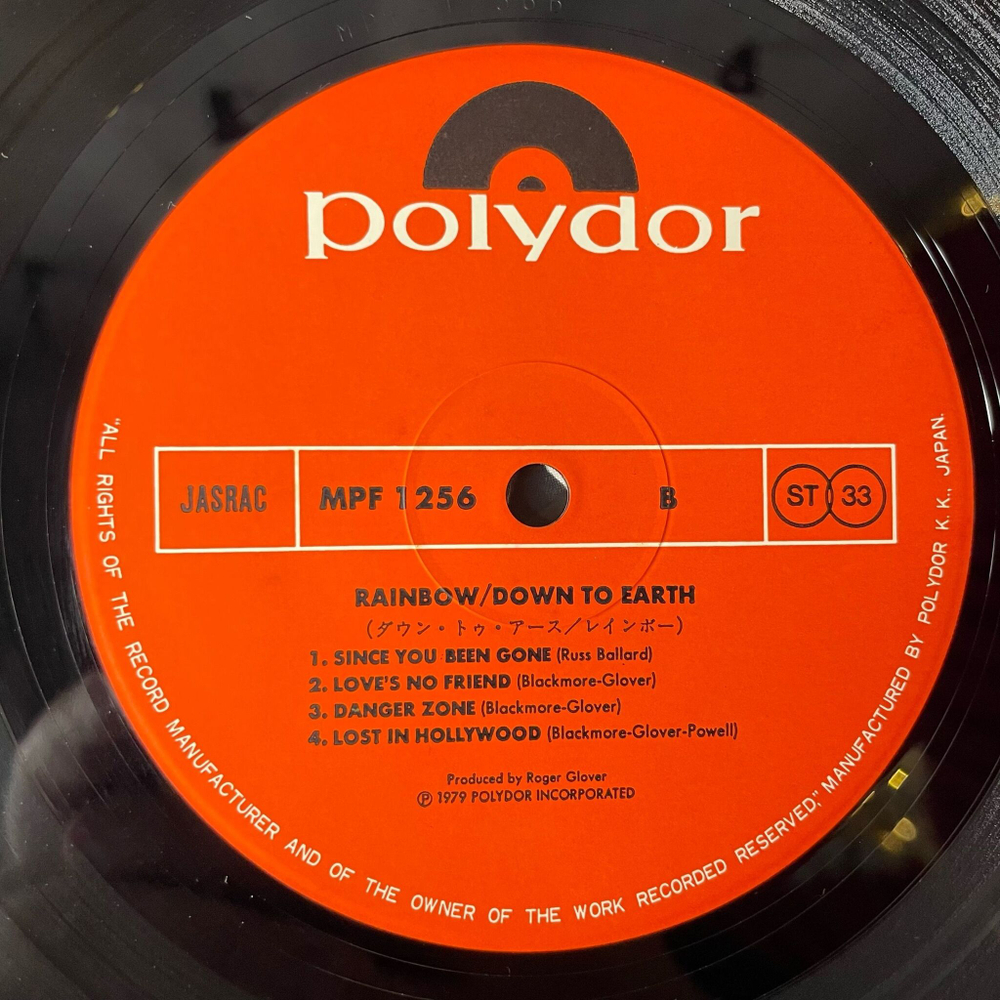 polydor
JASRAC
MPF 1256
B
ST 33
RAINBOW/DOWN TO EARTH
(ダウン・トゥ・アース／レインボー)
1. SINCE YOU BEEN GONE (Russ Ballard)
2. LOVE'S NO FRIEND (Blackmore-Glover)
3. DANGER ZONE (Blackmore-Glover)
4. LOST IN HOLLYWOOD (Blackmore-Glover-Powell)
Produced by Roger Glover
Ⓟ 1979 POLYDOR INCORPORATED
"ALL RIGHTS OF THE RECORD MANUFACTURER AND OF THE OWNER OF THE WORK RECORDED RESERVED," MANUFACTURED BY POLYDOR K.K., JAPAN.